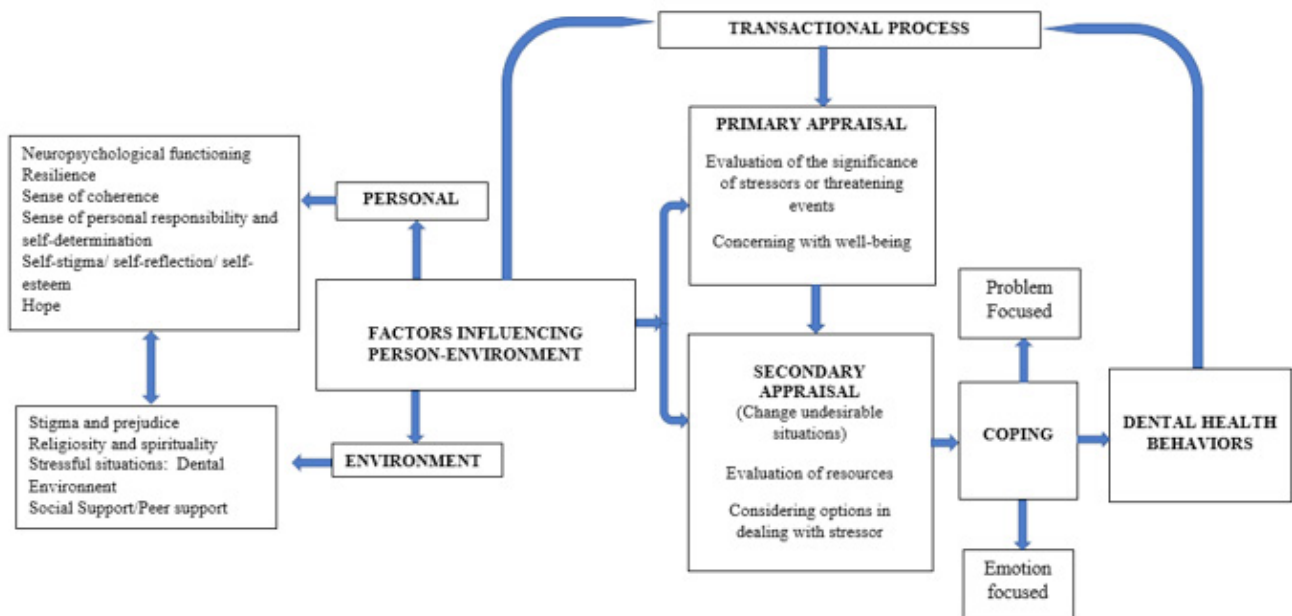 TRANSACTIONAL PROCESS
PRIMARY APPRAISAL
Evaluation of the significance
of stressors or threatening
events
Concerning with well-being
Neuropsychological functioning
Resilience
Sense of coherence
Sense of personal responsibility and
self-determination
Self-stigma/ self-reflection/ self-
esteem
Hope
PERSONAL
FACTORS INFLUENCING
PERSON-ENVIRONMENT
Stigma and prejudice
Religiosity and spirituality
Stressful situations: Dental
Environment
Social Support/Peer support
ENVIRONMENT
SECONDARY
APPRAISAL
(Change undesirable
situations)
Evaluation of resources
Considering options in
dealing with stressor
Problem
Focused
COPING
Emotion
focused
DENTAL HEALTH
BEHAVIORS